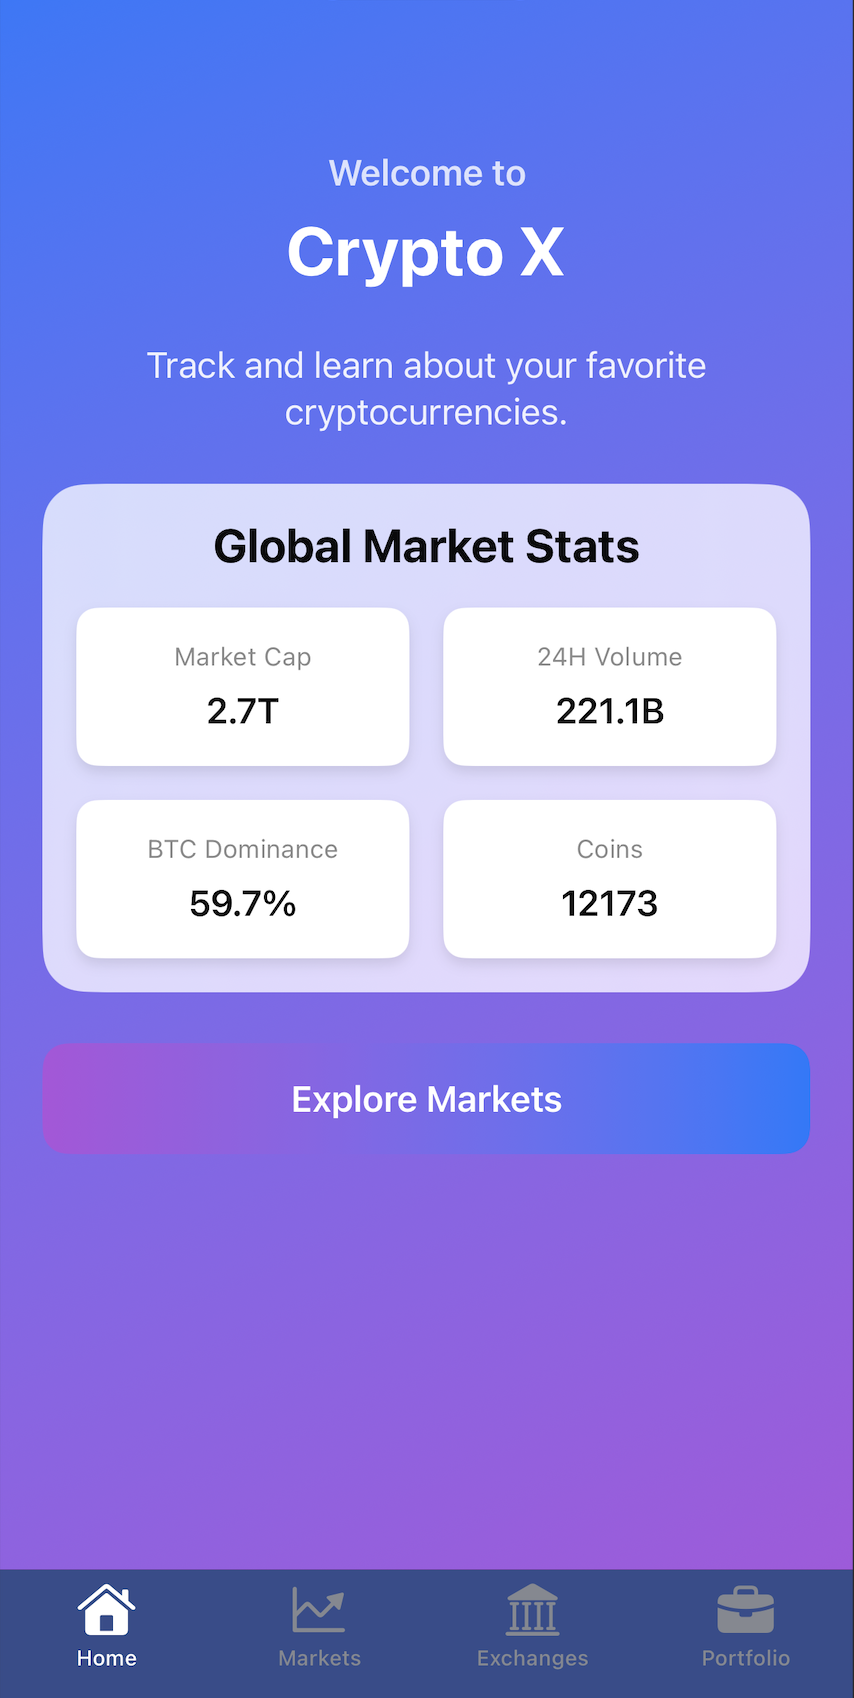 Welcome to
Crypto X
Track and learn about your favorite
cryptocurrencies.
Global Market Stats
Market Cap
2.7T
24H Volume
221.1B
BTC Dominance
59.7%
Coins
12173
Explore Markets
Home
Markets
Exchanges
Portfolio